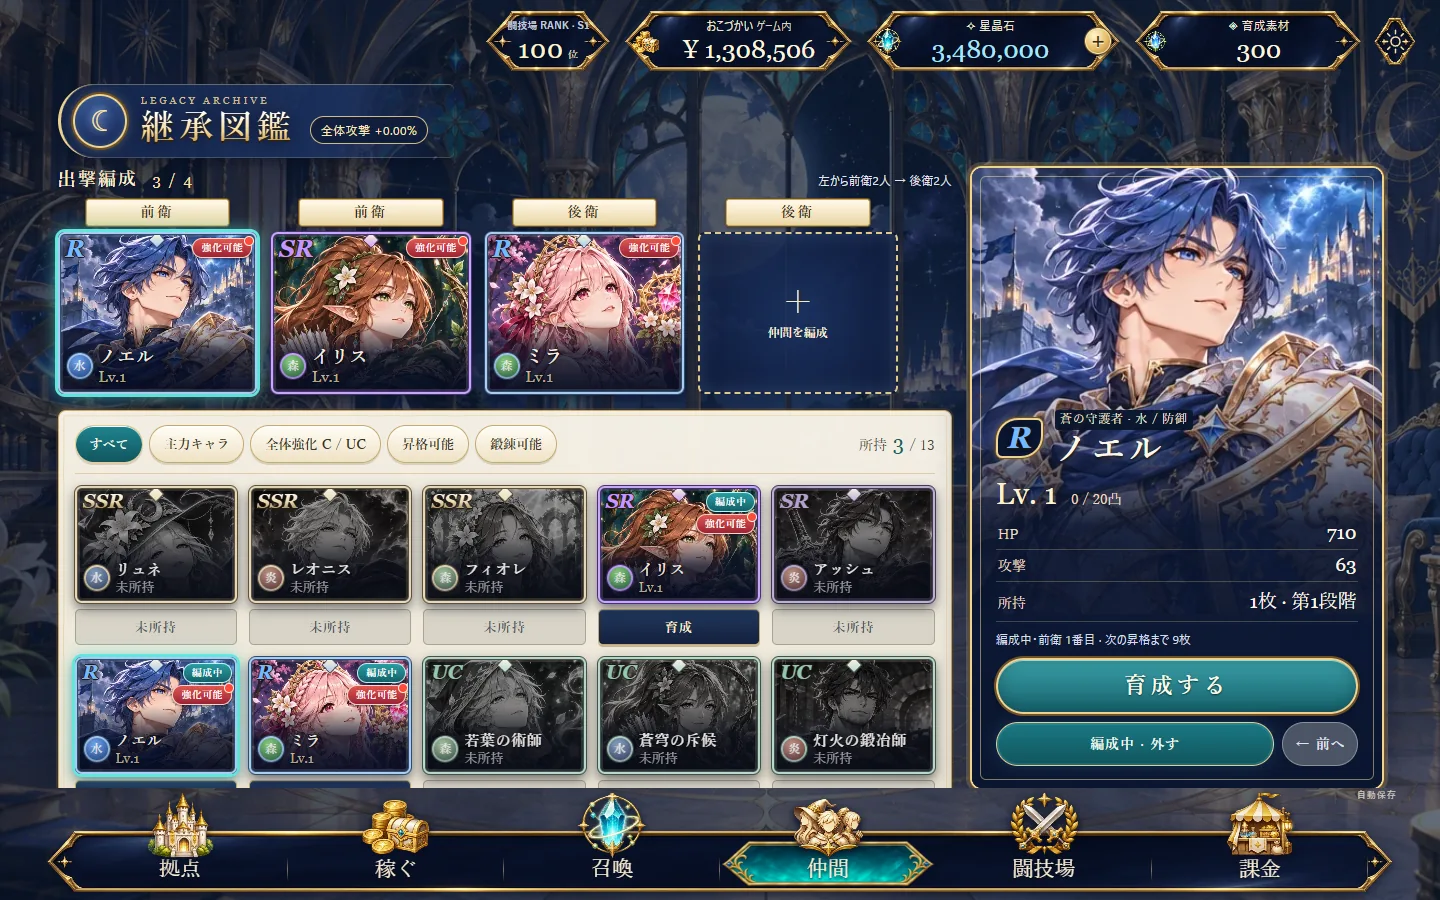 闘技場 RANK · S1
100 位
おこづかい ゲーム内
¥ 1,308,506
✧ 星晶石
3,480,000
+
◈ 育成素材
300
LEGACY ARCHIVE
継承図鑑
全体攻撃 +0.00%
出撃編成 3 / 4
左から前衛2人 → 後衛2人
前衛
前衛
後衛
後衛
R
強化可能
水
ノエル
Lv.1
SR
強化可能
森
イリス
Lv.1
R
強化可能
森
ミラ
Lv.1
仲間を編成
すべて
主力キャラ
全体強化 C / UC
昇格可能
鍛錬可能
所持 3 / 13
SSR
水
リュネ
未所持
未所持
SSR
炎
レオニス
未所持
未所持
SSR
森
フィオレ
未所持
未所持
SR
編成中
強化可能
森
イリス
Lv.1
育成
SR
炎
アッシュ
未所持
未所持
R
編成中
強化可能
水
ノエル
Lv.1
R
編成中
強化可能
森
ミラ
Lv.1
UC
森
若葉の術師
未所持
UC
水
蒼穹の斥候
未所持
UC
炎
灯火の鍛冶師
未所持
蒼の守護者 · 水 / 防御
R
ノエル
Lv. 1 0 / 20凸
HP 710
攻撃 63
所持 1枚 · 第1段階
編成中・前衛 1番目 · 次の昇格まで 9枚
育成する
編成中 · 外す
← 前へ
自動保存
拠点
稼ぐ
召喚
仲間
闘技場
課金